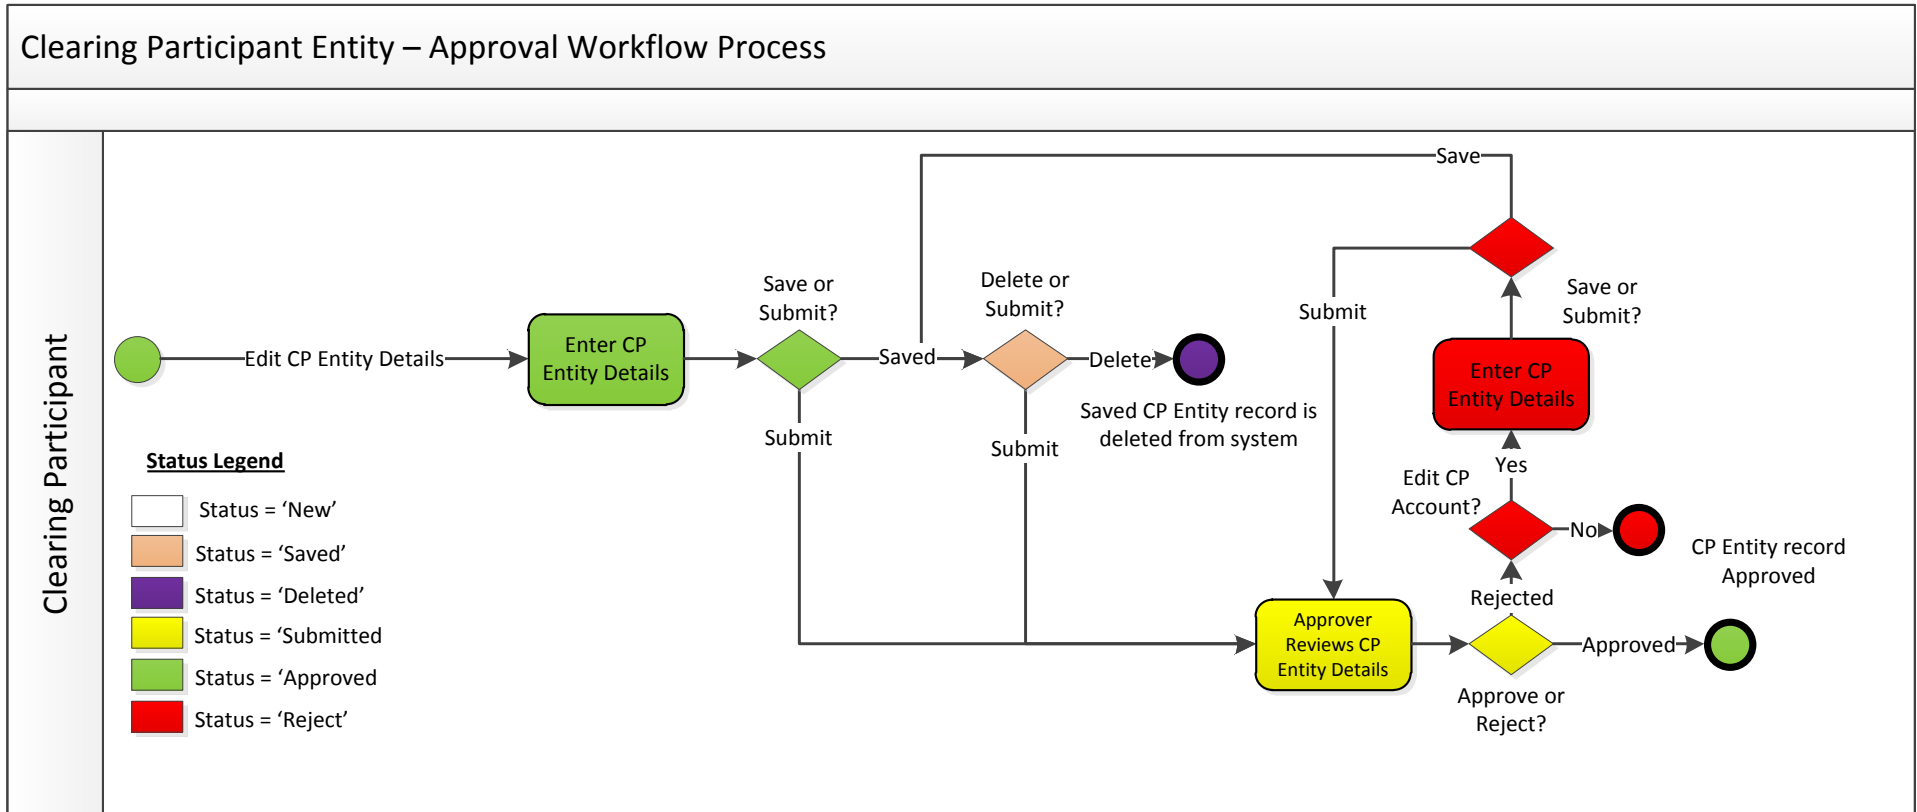 Clearing Participant Entity – Approval Workflow Process
Clearing Participant
Edit CP Entity Details
Enter CP
Entity Details
Save or
Submit?
Saved
Submit
Delete or
Submit?
Delete
Submit
Saved CP Entity record is
deleted from system
Save
Submit
Save or
Submit?
Enter CP
Entity Details
Yes
Edit CP
Account?
No
Rejected
CP Entity record
Approved
Approver
Reviews CP
Entity Details
Approved
Approve or
Reject?
Status Legend
Status = ‘New’
Status = ‘Saved’
Status = ‘Deleted’
Status = ‘Submitted
Status = ‘Approved
Status = ‘Reject’